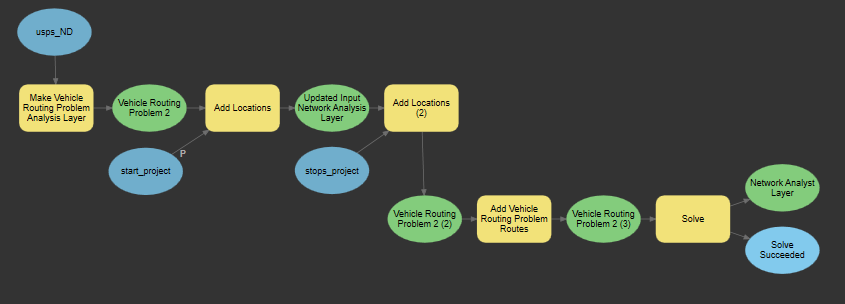 usps_ND
Make Vehicle
Routing Problem
Analysis Layer
Vehicle Routing
Problem 2
Add Locations
Updated Input
Network Analysis
Layer
Add Locations
(2)
P
start_project
stops_project
Vehicle Routing
Problem 2 (2)
Add Vehicle
Routing Problem
Routes
Vehicle Routing
Problem 2 (3)
Solve
Network Analyst
Layer
Solve
Succeeded